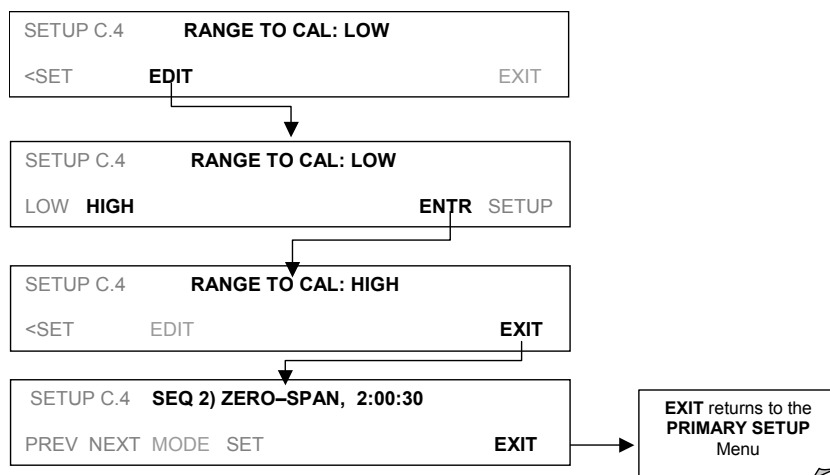 SETUP C.4 RANGE TO CAL: LOW
<SET EDIT EXIT
SETUP C.4 RANGE TO CAL: LOW
LOW HIGH ENTR SETUP
SETUP C.4 RANGE TO CAL: HIGH
<SET EDIT EXIT
SETUP C.4 SEQ 2) ZERO–SPAN, 2:00:30
PREV NEXT MODE SET EXIT
EXIT returns to the
PRIMARY SETUP
Menu